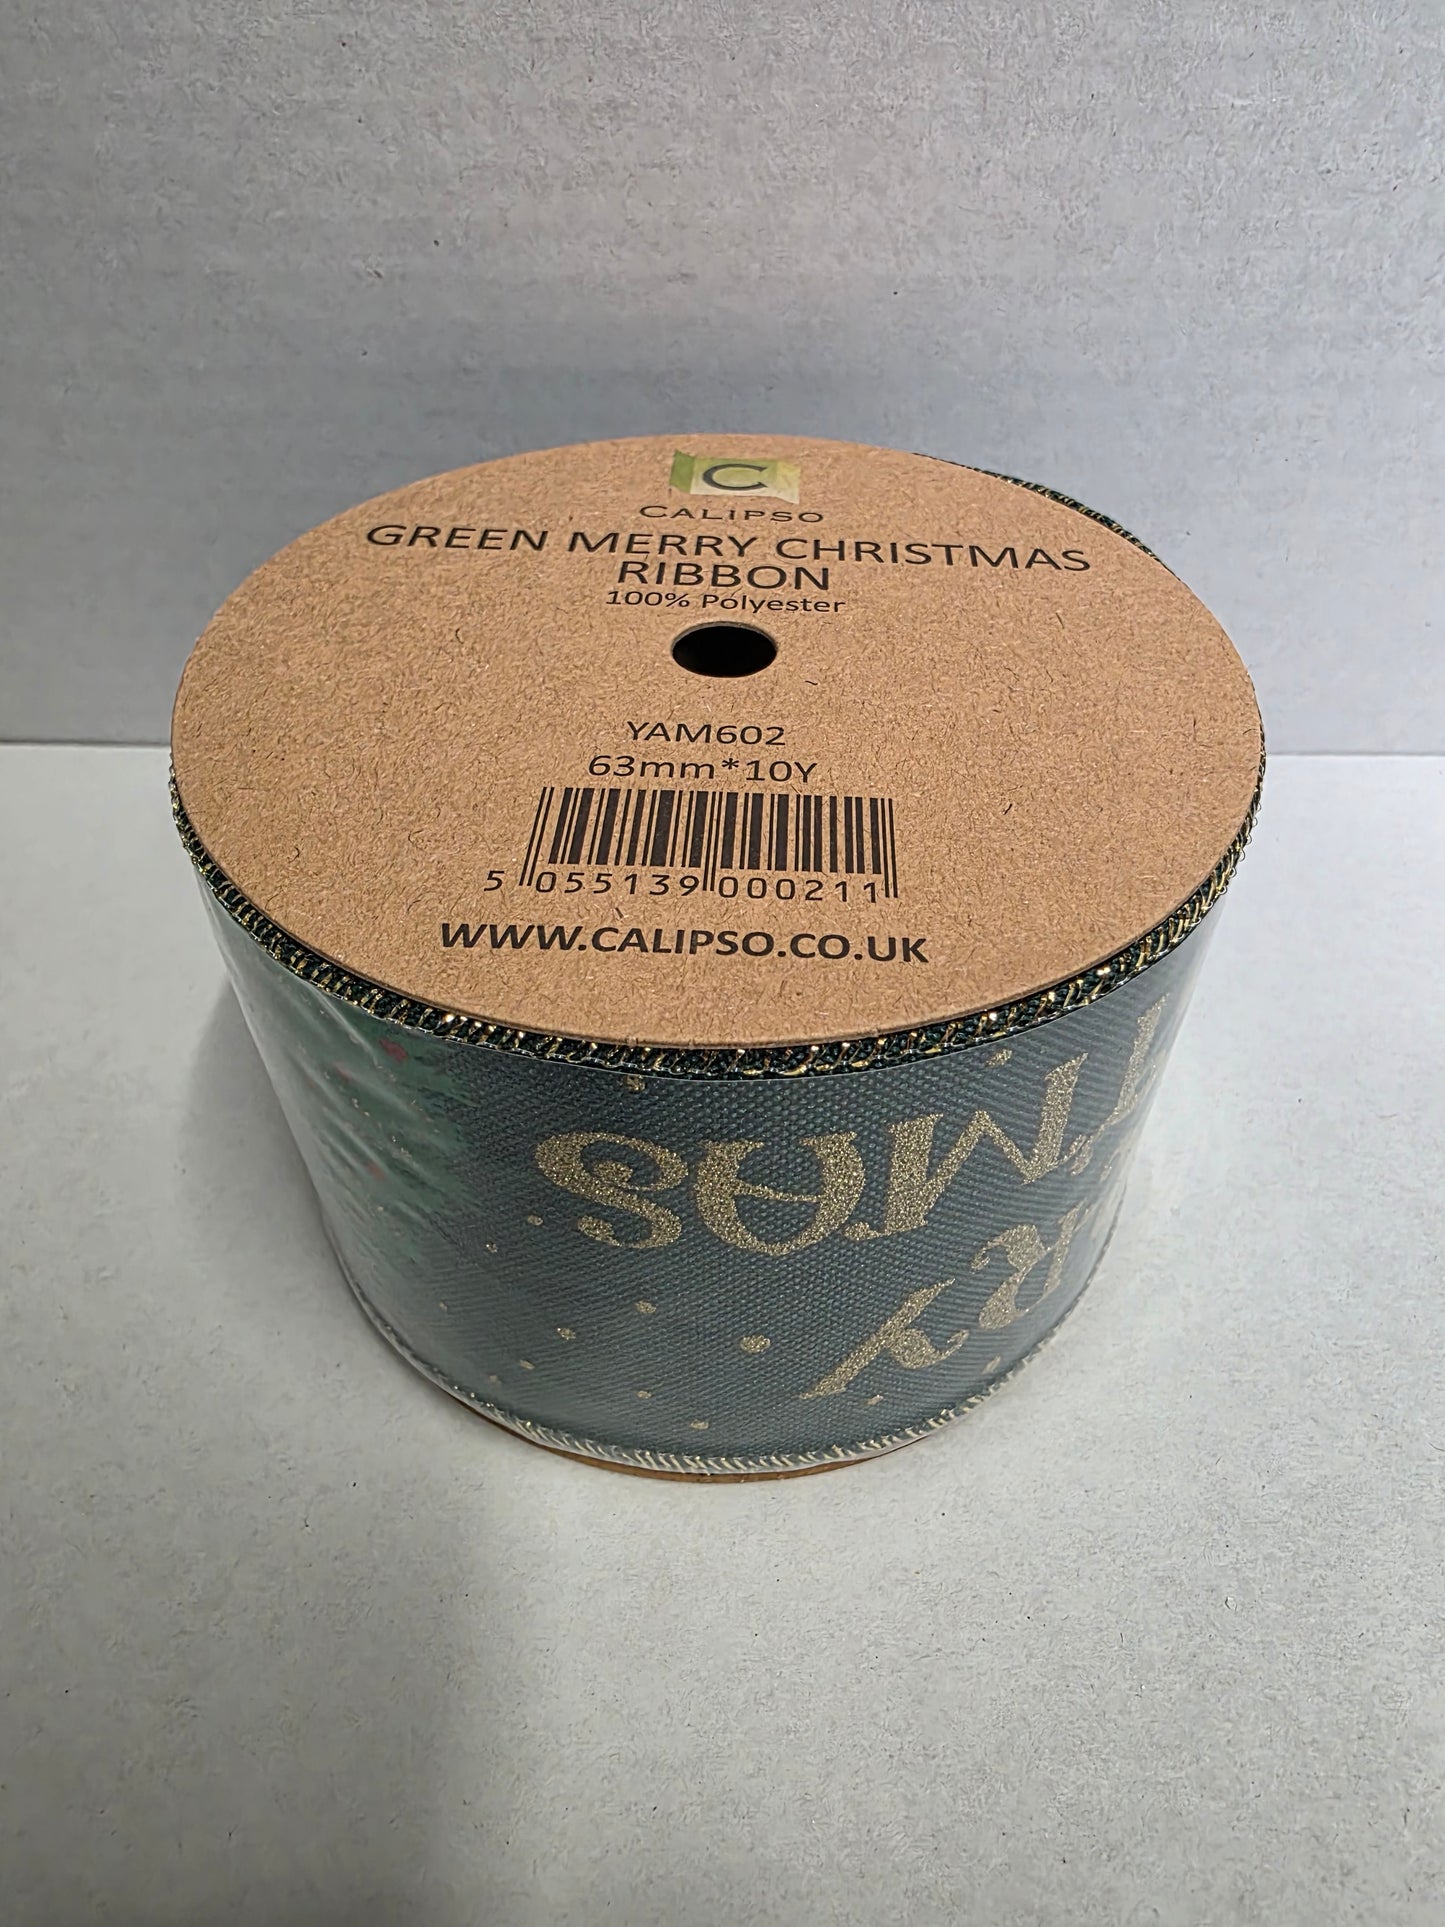 C
CALIPSO
GREEN MERRY CHRISTMAS
RIBBON
100% Polyester
YAM602
63mm*10Y
5 055139 000211
WWW.CALIPSO.CO.UK